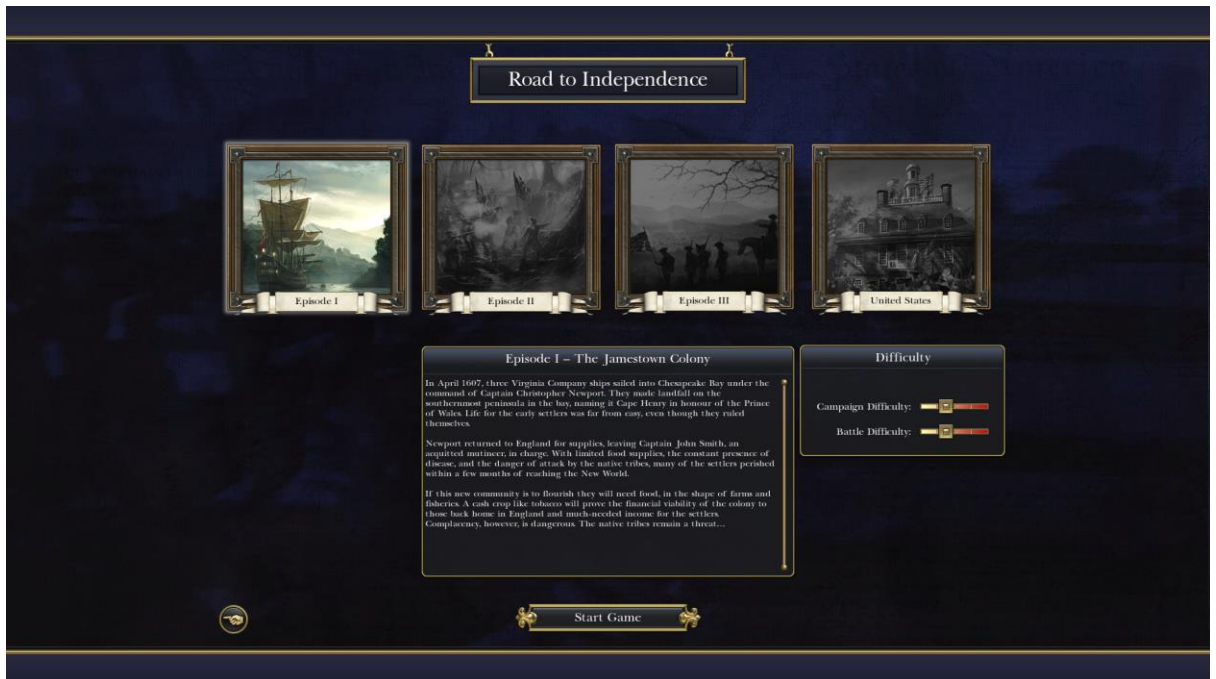 Road to Independence
Episode I
Episode II
Episode III
United States
Episode I – The Jamestown Colony
In April 1607, three Virginia Company ships sailed into Chesapeake Bay under the
command of Captain Christopher Newport. They made landfall on the
southernmost peninsula in the bay, naming it Cape Henry in honour of the Prince
of Wales. Life for the early settlers was far from easy, even though they ruled
themselves.
Newport returned to England for supplies, leaving Captain John Smith, an
acquitted mutineer, in charge. With limited food supplies, the constant presence of
disease, and the danger of attack by the native tribes, many of the settlers perished
within a few months of reaching the New World.
If this new community is to flourish they will need food, in the shape of farms and
fisheries. A cash crop like tobacco will prove the financial viability of the colony to
those back home in England and much-needed income for the settlers.
Complacency, however, is dangerous. The native tribes remain a threat…
Difficulty
Campaign Difficulty:
Battle Difficulty:
Start Game